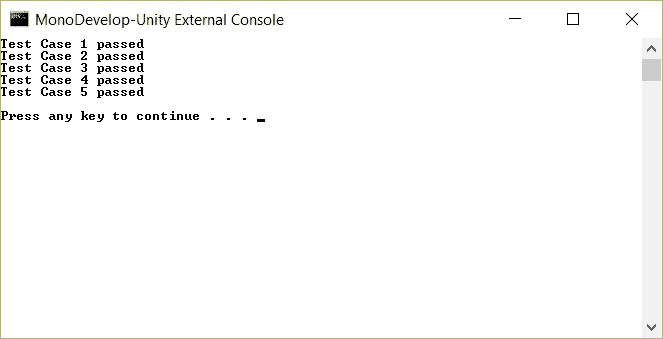 MonoDevelop-Unity External Console
Test Case 1 passed
Test Case 2 passed
Test Case 3 passed
Test Case 4 passed
Test Case 5 passed
Press any key to continue . . .